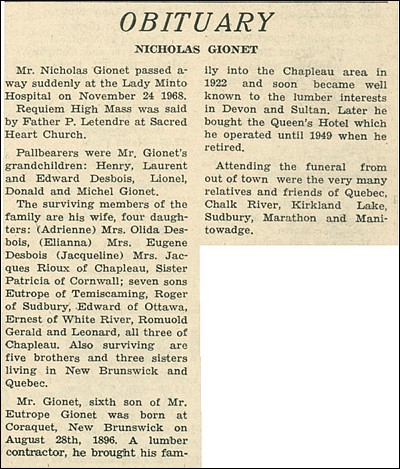 OBITUARY
NICHOLAS GIONET
Mr. Nicholas Gionet passed a-
way suddenly at the Lady Minto
Hospital on November 24 1968.
Requiem High Mass was said
by Father P. Letendre at Sacred
Heart Church.
Pallbearers were Mr. Gionet's
grandchildren: Henry, Laurent
and Edward Desbois, Lionel,
Donald and Michel Gionet.
The surviving members of the
family are his wife, four daugh-
ters: (Adrienne) Mrs. Olida Des-
bois, (Elianna) Mrs. Eugene
Desbois (Jacqueline) Mrs. Jac-
ques Rioux of Chapleau, Sister
Patricia of Cornwall; seven sons
Eutrope of Temiscaming, Roger
of Sudbury, Edward of Ottawa,
Ernest of White River, Romuold
Gerald and Leonard, all three of
Chapleau. Also surviving are
five brothers and three sisters
living in New Brunswick and
Quebec.
Mr. Gionet, sixth son of Mr.
Eutrope Gionet was born at
Coraquet, New Brunswick on
August 28th, 1896. A lumber
contractor, he brought his fam-
ily into the Chapleau area in
1922 and soon became well
known to the lumber interests
in Devon and Sultan. Later he
bought the Queen's Hotel which
he operated until 1949 when he
retired.
Attending the funeral from
out of town were the very many
relatives and friends of Quebec,
Chalk River, Kirkland Lake,
Sudbury, Marathon and Mani-
towadge.